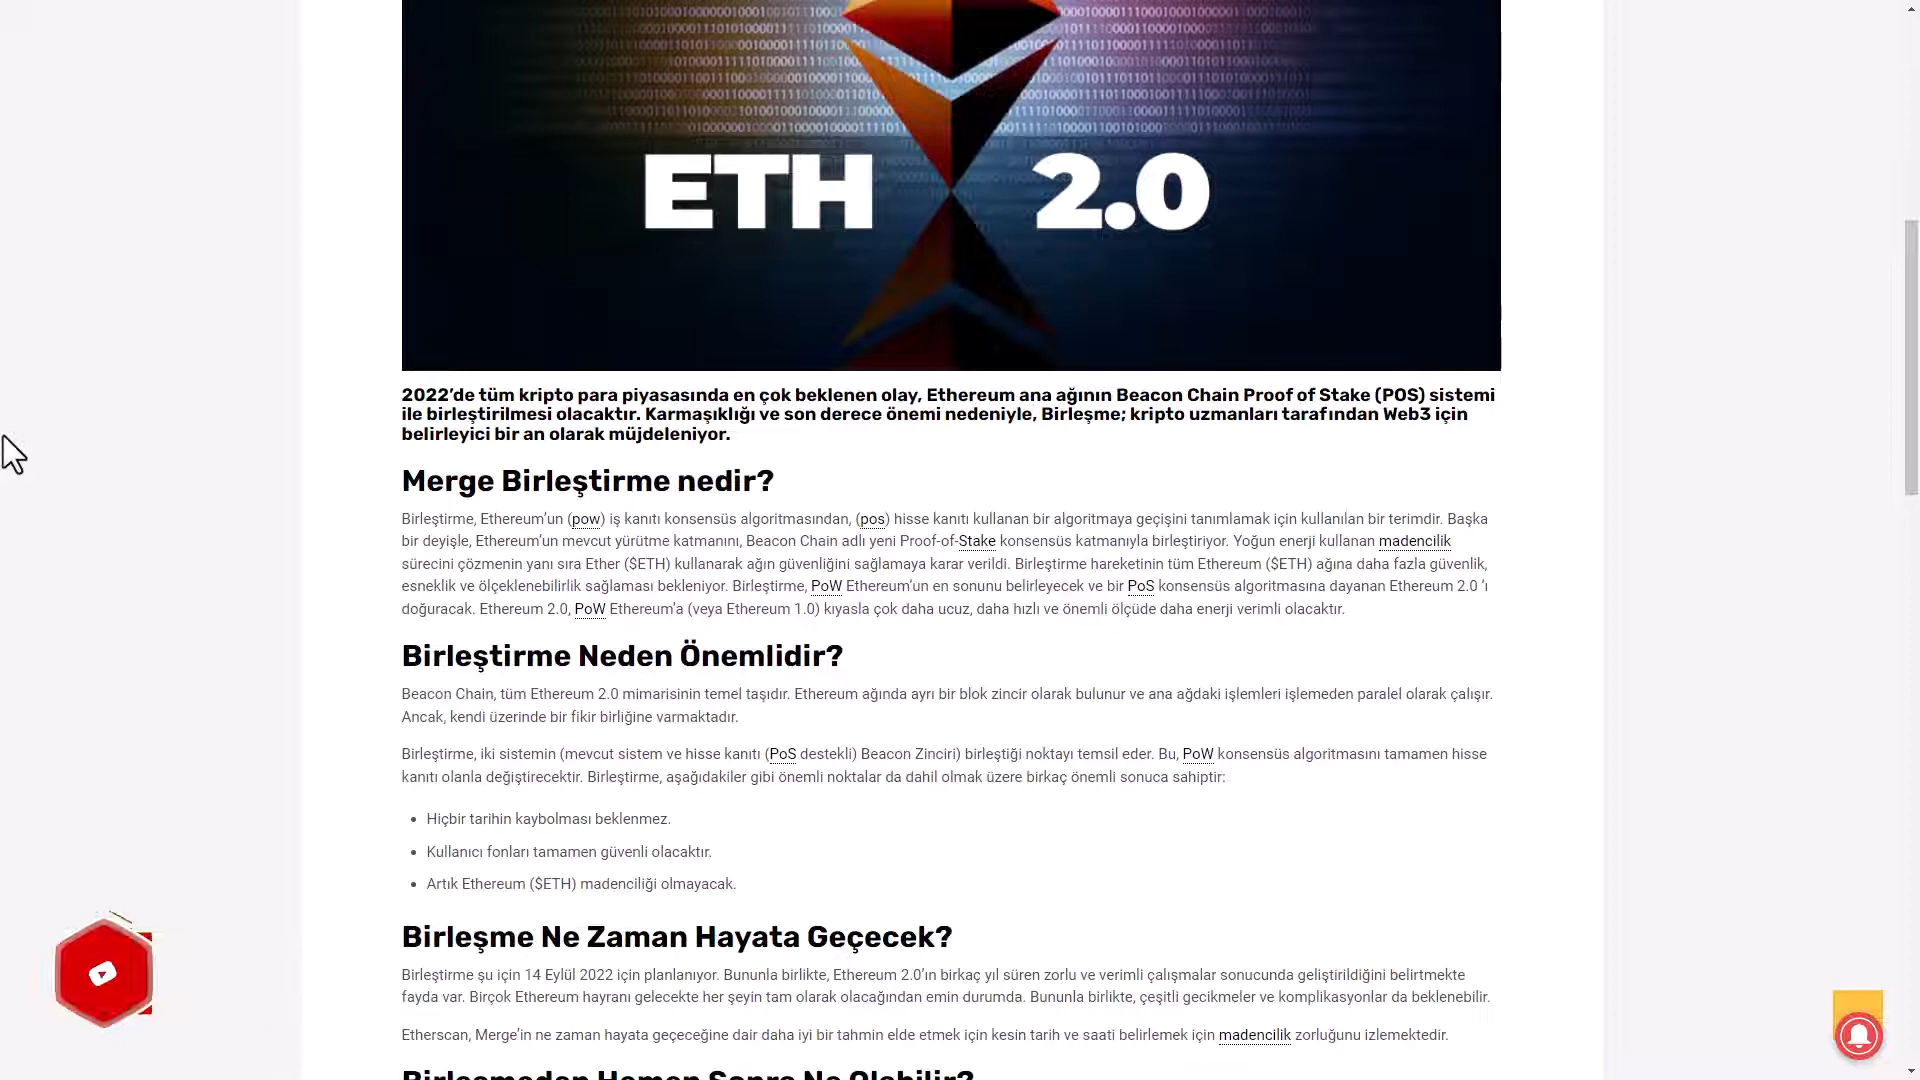 ETH 2.0
2022’de tüm kripto para piyasasında en çok beklenen olay, Ethereum ana ağının Beacon Chain Proof of Stake (POS) sistemi
ile birleştirilmesi olacaktır. Karmaşıklığı ve son derece önemi nedeniyle, Birleşme; kripto uzmanları tarafından Web3 için
belirleyici bir an olarak müjdeleniyor.
Merge Birleştirme nedir?
Birleştirme, Ethereum’un (pow) iş kanıtı konsensüs algoritmasından, (pos) hisse kanıtı kullanan bir algoritmaya geçişini tanımlamak için kullanılan bir terimdir. Başka
bir deyişle, Ethereum’un mevcut yürütme katmanını, Beacon Chain adlı yeni Proof-of-Stake konsensüs katmanıyla birleştiriyor. Yoğun enerji kullanan madencilik
sürecini çözmenin yanı sıra Ether ($ETH) kullanarak ağın güvenliğini sağlamaya karar verildi. Birleştirme hareketinin tüm Ethereum ($ETH) ağına daha fazla güvenlik,
esneklik ve ölçeklenebilirlik sağlaması bekleniyor. Birleştirme, PoW Ethereum’un en sonunu belirleyecek ve bir PoS konsensüs algoritmasına dayanan Ethereum 2.0 ’ı
doğuracak. Ethereum 2.0, PoW Ethereum’a (veya Ethereum 1.0) kıyasla çok daha ucuz, daha hızlı ve önemli ölçüde daha enerji verimli olacaktır.
Birleştirme Neden Önemlidir?
Beacon Chain, tüm Ethereum 2.0 mimarisinin temel taşıdır. Ethereum ağında ayrı bir blok zincir olarak bulunur ve ana ağdaki işlemleri işlemeden paralel olarak çalışır.
Ancak, kendi üzerinde bir fikir birliğine varmaktadır.
Birleştirme, iki sistemin (mevcut sistem ve hisse kanıtı (PoS destekli) Beacon Zinciri) birleştiği noktayı temsil eder. Bu, PoW konsensüs algoritmasını tamamen hisse
kanıtı olanla değiştirecektir. Birleştirme, aşağıdakiler gibi önemli noktalar da dahil olmak üzere birkaç önemli sonuca sahiptir:
• Hiçbir tarihin kaybolması beklenmez.
• Kullanıcı fonları tamamen güvenli olacaktır.
• Artık Ethereum ($ETH) madenciliği olmayacak.
Birleşme Ne Zaman Hayata Geçecek?
Birleştirme şu için 14 Eylül 2022 için planlanıyor. Bununla birlikte, Ethereum 2.0’ın birkaç yıl süren zorlu ve verimli çalışmalar sonucunda geliştirildiğini belirtmekte
fayda var. Birçok Ethereum hayranı gelecekte her şeyin tam olarak olacağından emin durumda. Bununla birlikte, çeşitli gecikmeler ve komplikasyonlar da beklenebilir.
Etherscan, Merge’in ne zaman hayata geçeceğine dair daha iyi bir tahmin elde etmek için kesin tarih ve saati belirlemek için madencilik zorluğunu izlemektedir.
Birleşmeden Hemen Sonra Ne Olabilir?